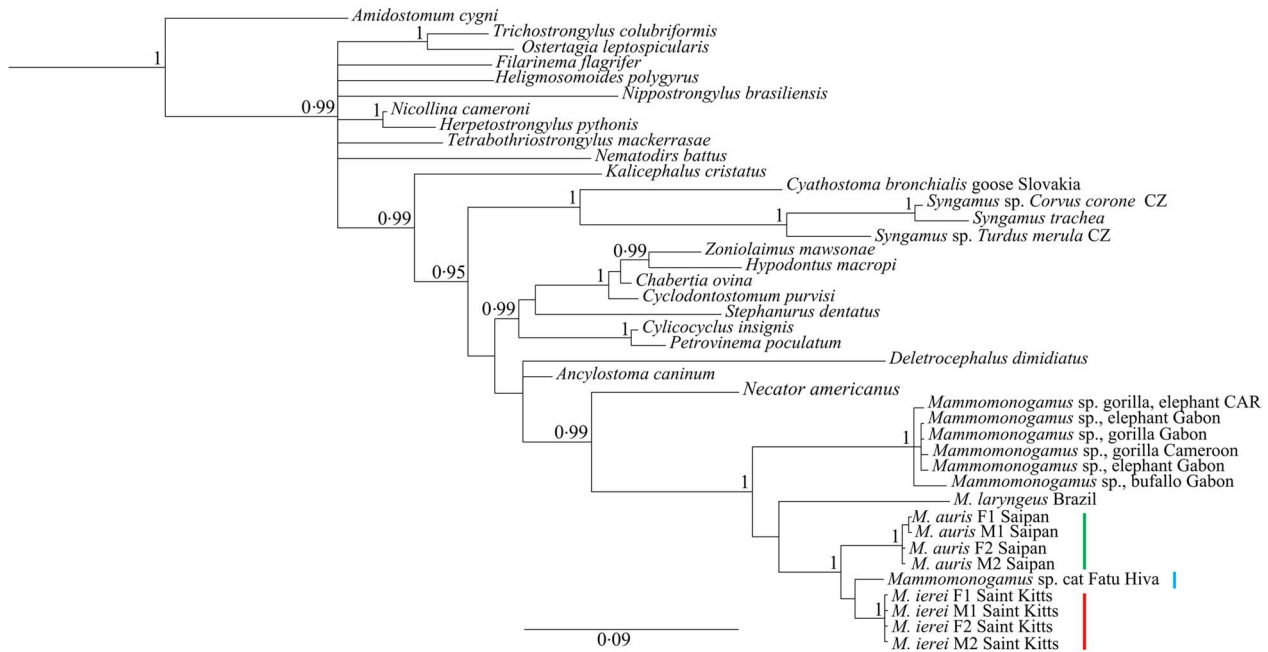 Amidostomum cygni
1
Trichostrongylus colubriformis
1
Ostertagia leptospicularis
Filarinema flagrifer
Heligmosomoides polygyrus
Nippostrongylus brasiliensis
0·99
1
Nicollina cameroni
Herpetostrongylus pythonis
Tetrabothriostrongylus mackerrasae
Nematodirs battus
Kalicephalus cristatus
Cyathostoma bronchialis goose Slovakia
1
1
Syngamus sp. Corvus corone CZ
0·99
1
Syngamus trachea
Syngamus sp. Turdus merula CZ
0·99
Zoniolaimus mawsonae
Hypodontus macropi
0·95
1
Chabertia ovina
Cyclodontostomum purvisi
0·99
Stephanurus dentatus
1
Cylicocyclus insignis
Petrovinema poculatum
Deletrocephalus dimidiatus
Ancylostoma caninum
Necator americanus
Mammomonogamus sp. gorilla, elephant CAR
Mammomonogamus sp., elephant Gabon
0·99
1
Mammomonogamus sp., gorilla Gabon
Mammomonogamus sp., gorilla Cameroon
Mammomonogamus sp., elephant Gabon
1
Mammomonogamus sp., bufallo Gabon
M. laryngeus Brazil
M. auris F1 Saipan
1
M. auris M1 Saipan
M. auris F2 Saipan
1
M. auris M2 Saipan
Mammomonogamus sp. cat Fatu Hiva
M. ierei F1 Saint Kitts
1
M. ierei M1 Saint Kitts
M. ierei F2 Saint Kitts
M. ierei M2 Saint Kitts
0·09